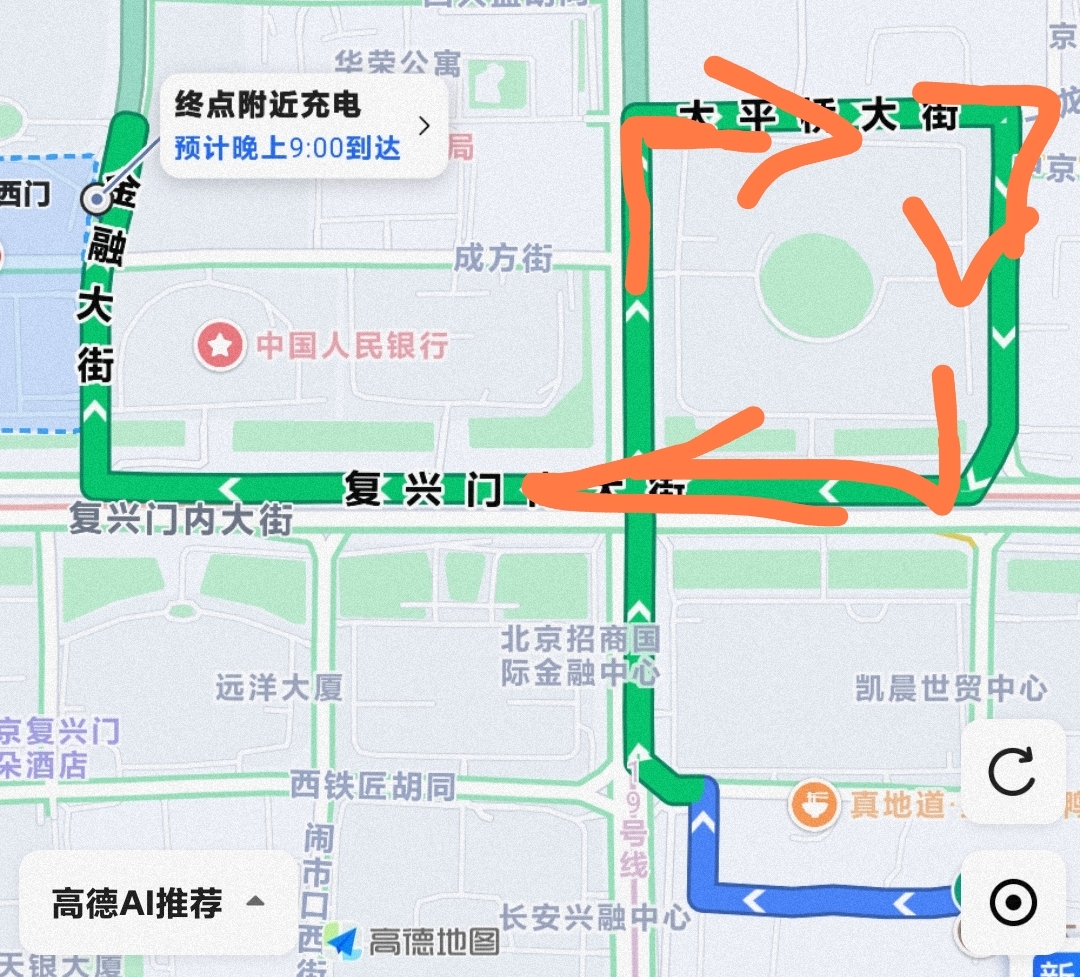 华荣公寓
终点附近充电
预计晚上9:00到达
局
太平桥大街
京
西门
金融大街
京
成方街
中国人民银行
复兴门内大街
复兴门内大街
北京招商国
际金融中心
远洋大厦
凯晨世贸中心
京复兴门
朵酒店
西铁匠胡同
19号线
真地道·
闹市口西街
高德AI推荐
长安兴融中心
高德地图
天银大厦
新